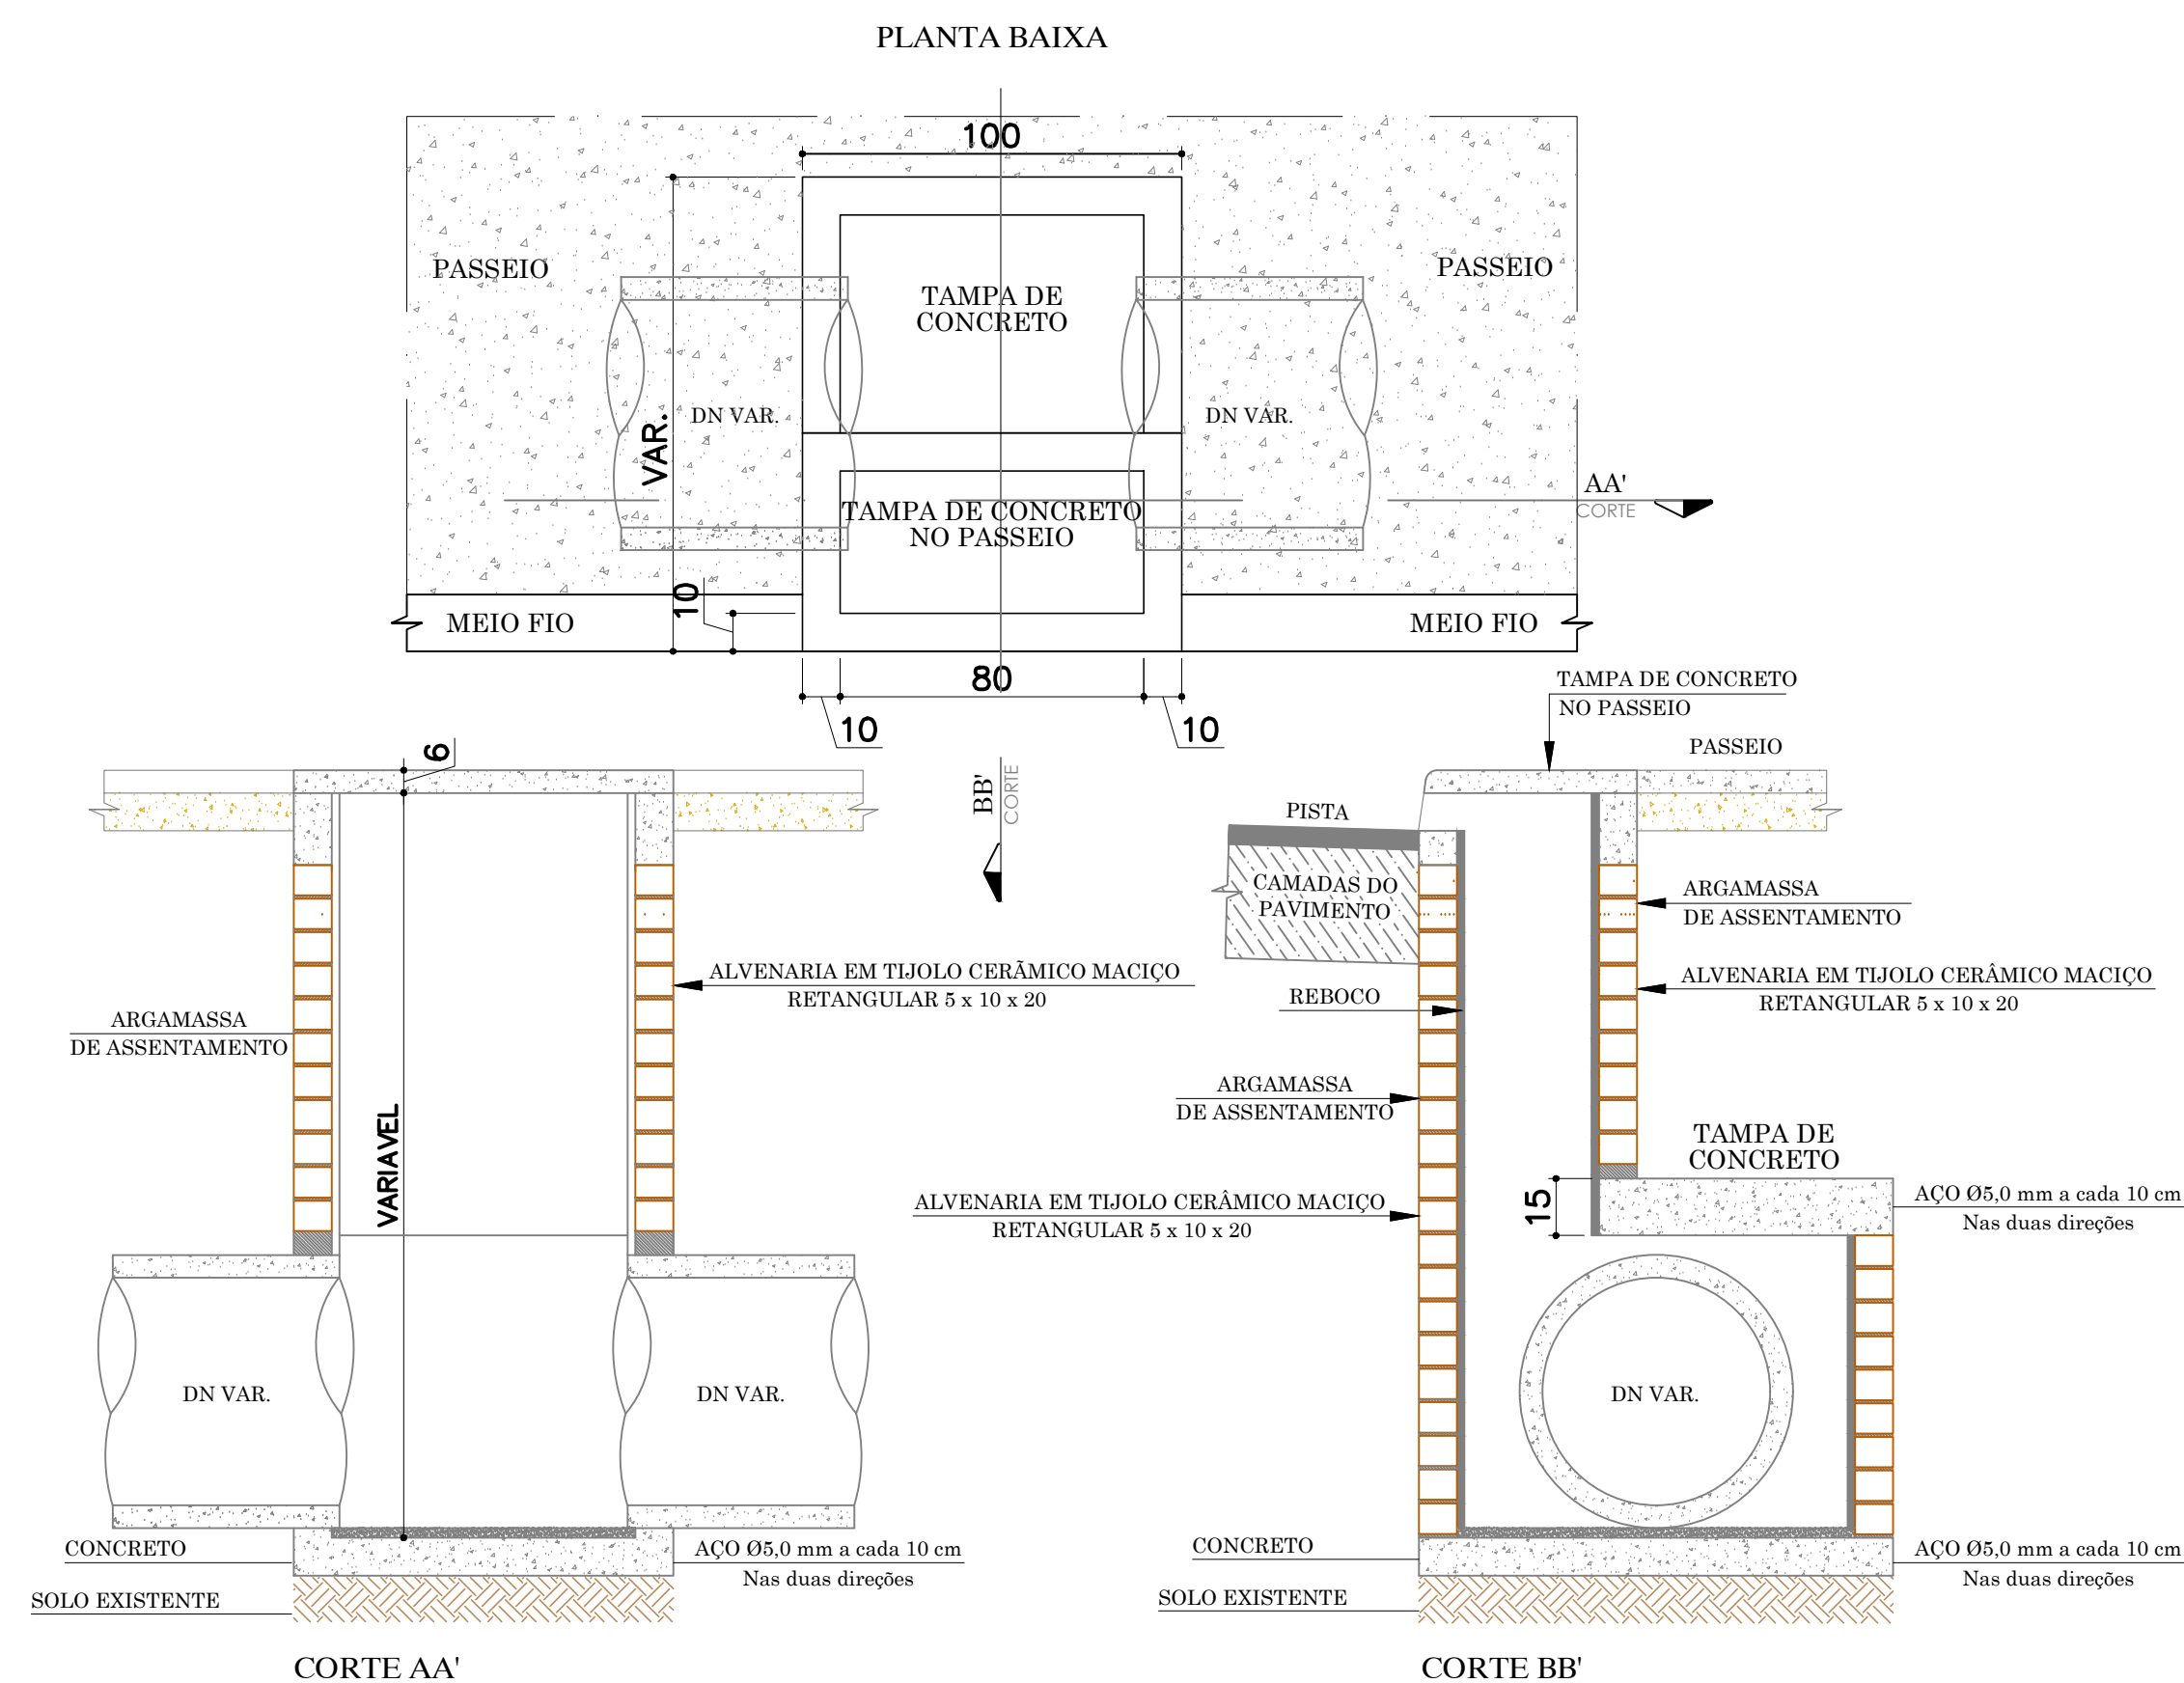 PLANTA BAIXA
100
PASSEIO
PASSEIO
TAMPA DE
CONCRETO
VAR.
DN VAR.
DN VAR.
AA'
CORTE
TAMPA DE CONCRETO
NO PASSEIO
10
MEIO FIO
MEIO FIO
80
10
10
6
BB'
CORTE
VARIAVEL
ARGAMASSA
DE ASSENTAMENTO
ALVENARIA EM TIJOLO CERÃMICO MACIÇO
RETANGULAR 5 x 10 x 20
DN VAR.
DN VAR.
CONCRETO
SOLO EXISTENTE
AÇO Ø5,0 mm a cada 10 cm
Nas duas direções
CORTE AA'
TAMPA DE CONCRETO
NO PASSEIO
PASSEIO
PISTA
CAMADAS DO
PAVIMENTO
ARGAMASSA
DE ASSENTAMENTO
REBOCO
ALVENARIA EM TIJOLO CERÂMICO MACIÇO
RETANGULAR 5 x 10 x 20
ARGAMASSA
DE ASSENTAMENTO
TAMPA DE
CONCRETO
ALVENARIA EM TIJOLO CERÂMICO MACIÇO
RETANGULAR 5 x 10 x 20
15
AÇO Ø5,0 mm a cada 10 cm
Nas duas direções
DN VAR.
CONCRETO
SOLO EXISTENTE
AÇO Ø5,0 mm a cada 10 cm
Nas duas direções
CORTE BB'